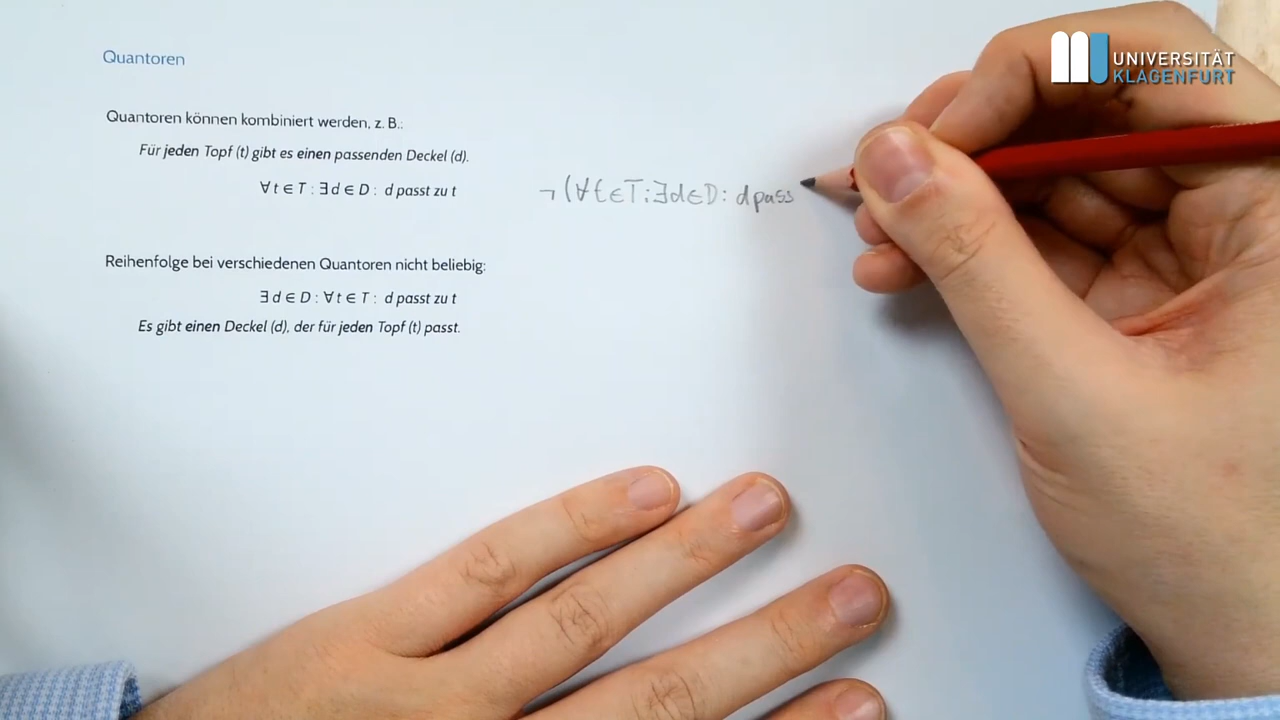 UNIVERSITÄT
KLAGENFURT
Quantoren
Quantoren können kombiniert werden, z. B.:
Für jeden Topf (t) gibt es einen passenden Deckel (d).
∀ t ∈ T : ∃ d ∈ D : d passt zu t
¬ (∀ t ∈ T : ∃ d ∈ D : d pass
Reihenfolge bei verschiedenen Quantoren nicht beliebig:
∃ d ∈ D : ∀ t ∈ T : d passt zu t
Es gibt einen Deckel (d), der für jeden Topf (t) passt.